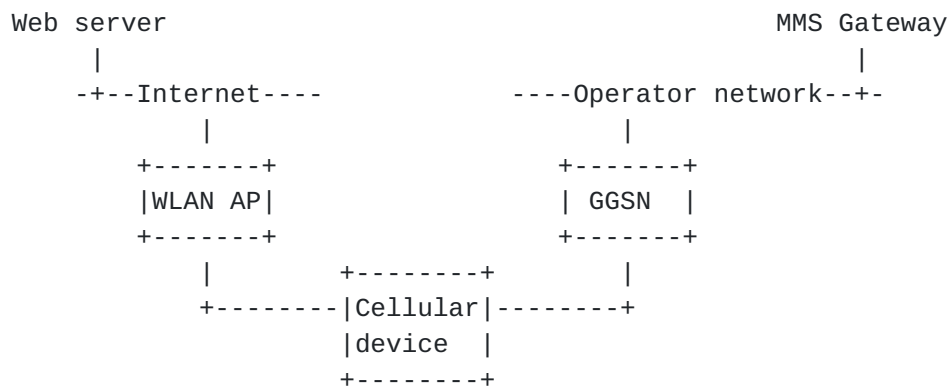 Web server MMS Gateway
| |
-+--Internet---- ----Operator network--+-
| |
+-------+ +-------+
|WLAN AP| | GGSN |
+-------+ +-------+
| +--------+ |
+--------|Cellular|--------+
|device |
+--------+